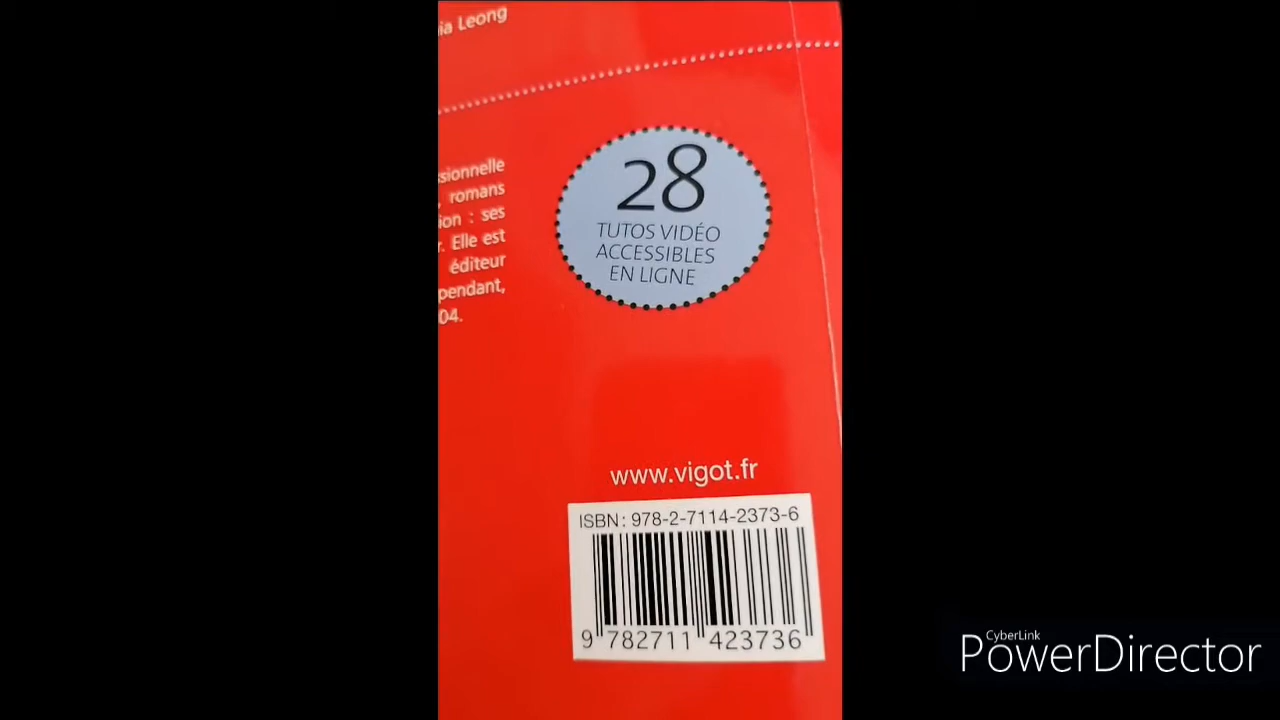 ia Leong
sionnelle
, romans
ion : ses
r. Elle est
éditeur
pendant,
04.
28
TUTOS VIDÉO
ACCESSIBLES
EN LIGNE
www.vigot.fr
ISBN : 978-2-7114-2373-6
9 782711 423736
CyberLink
PowerDirector